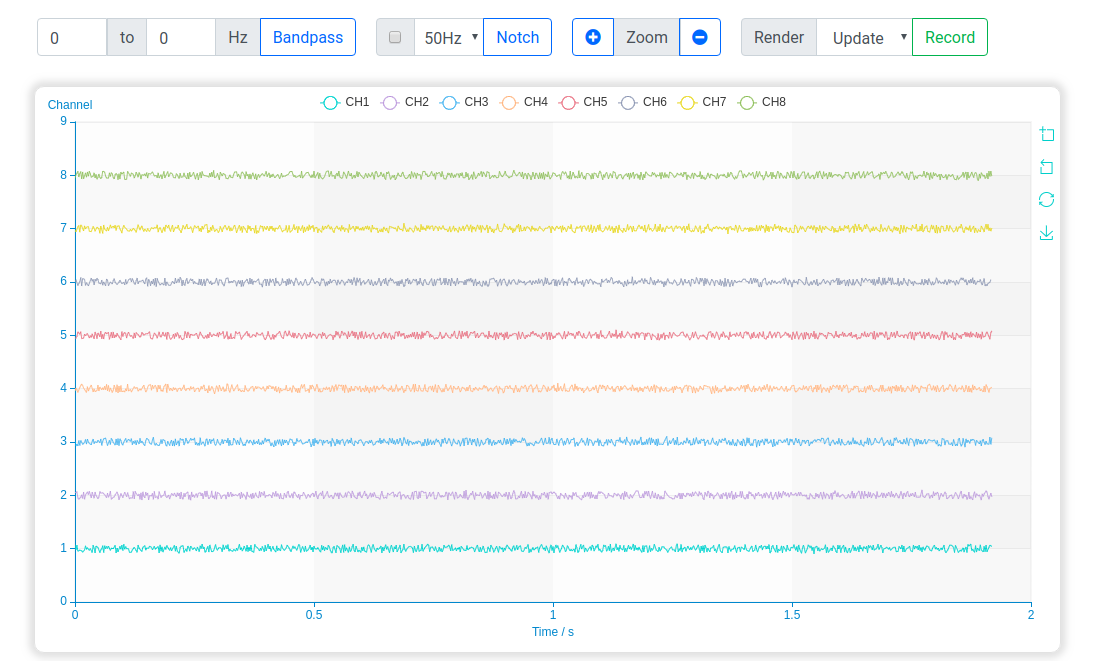 0 to 0 Hz Bandpass 50Hz Notch Zoom Render Update Record
Channel CH1 CH2 CH3 CH4 CH5 CH6 CH7 CH8
9
8
7
6
5
4
3
2
1
0
0 0.5 1 1.5 2
Time / s